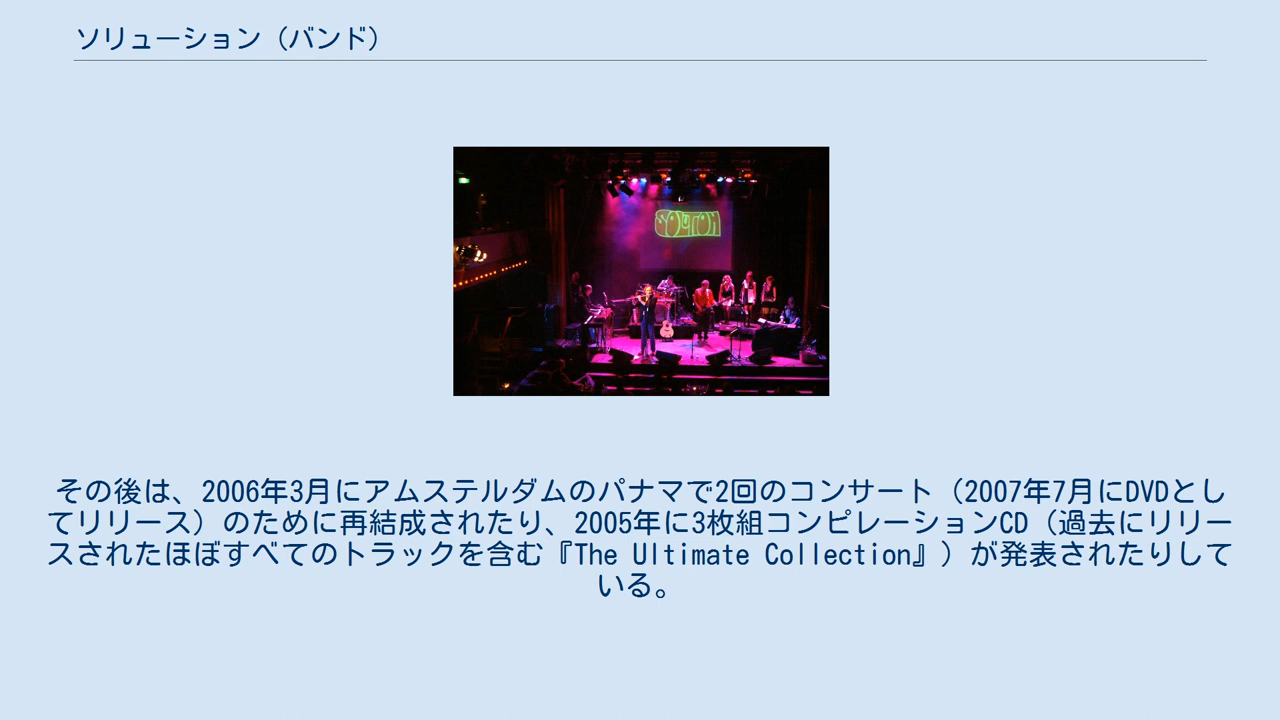 ソリューション（バンド）
SOLUTION
その後は、2006年3月にアムステルダムのパナマで2回のコンサート（2007年7月にDVDとし
てリリース）のために再結成されたり、2005年に3枚組コンピレーションCD（過去にリリー
スされたほぼすべてのトラックを含む『The Ultimate Collection』）が発表されたりして
いる。